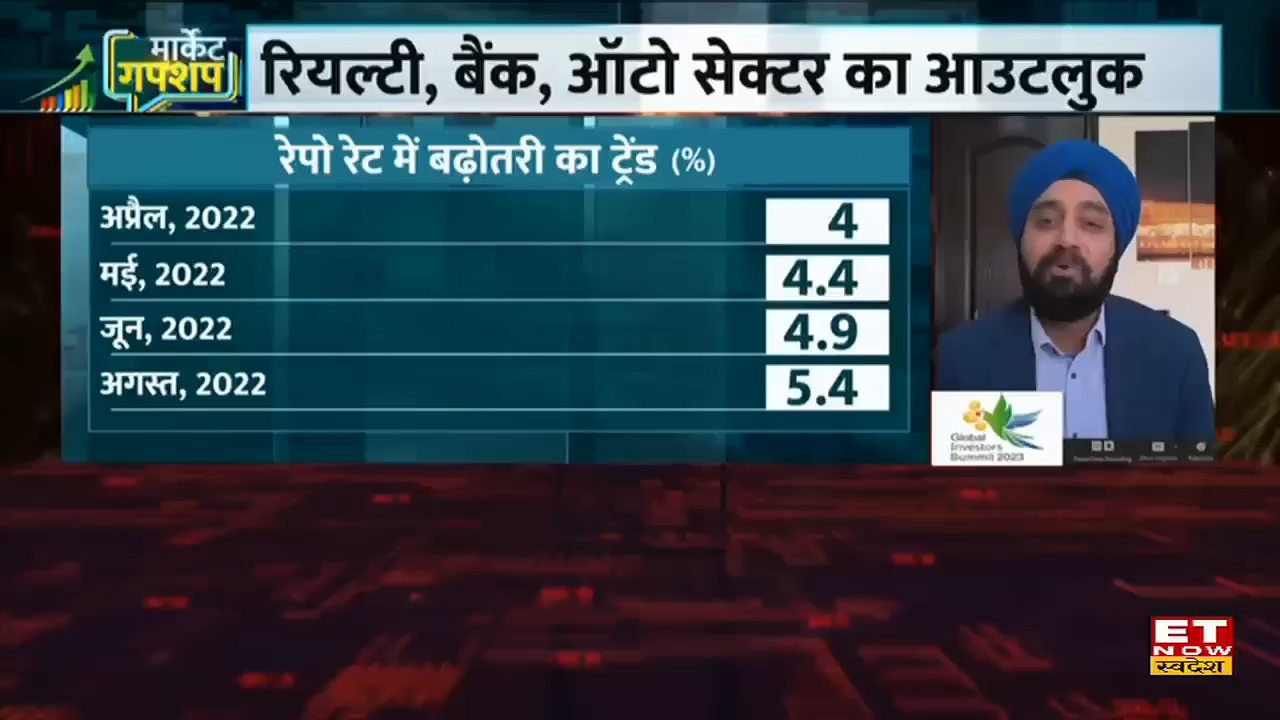 मार्केट
गपशप
रियल्टी, बैंक, ऑटो सेक्टर का आउटलुक
रेपो रेट में बढ़ोतरी का ट्रेंड (%)
अप्रैल, 2022 4
मई, 2022 4.4
जून, 2022 4.9
अगस्त, 2022 5.4
Global
Investors
Summit 2023
ET
NOW
स्वदेश